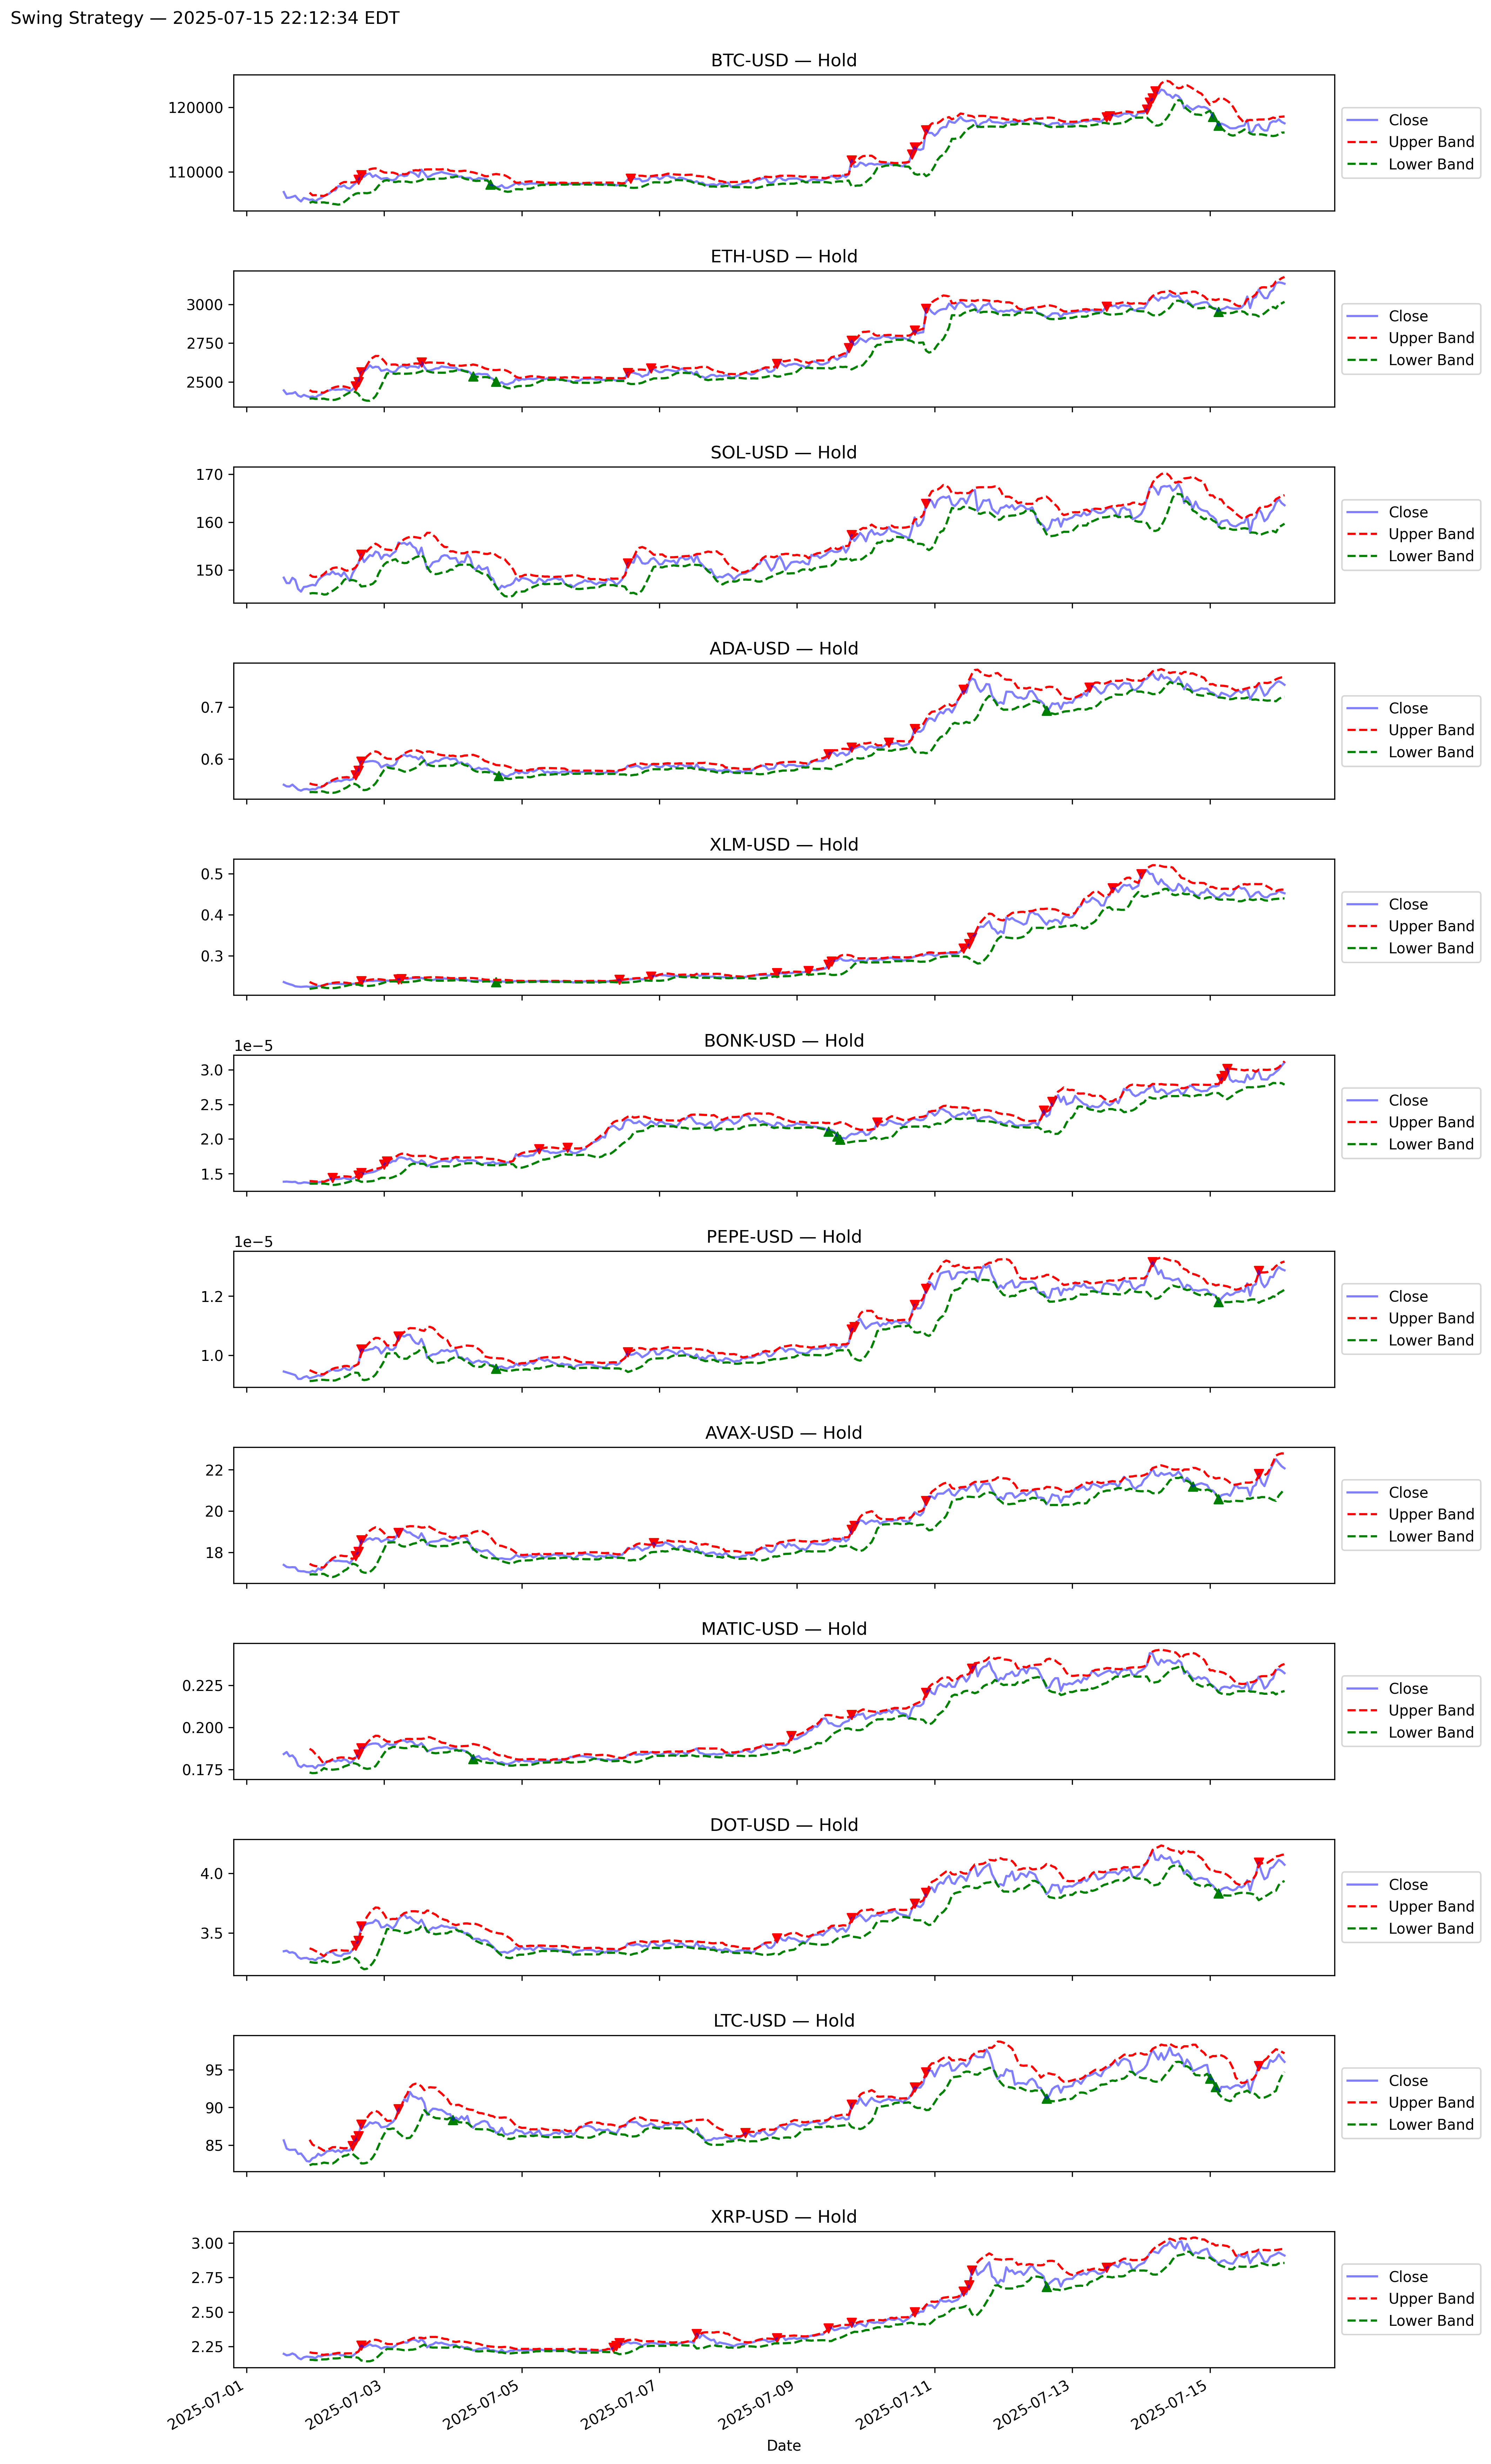 Swing Strategy — 2025-07-15 22:12:34 EDT
BTC-USD — Hold
120000
110000
Close
Upper Band
Lower Band
ETH-USD — Hold
3000
2750
2500
Close
Upper Band
Lower Band
SOL-USD — Hold
170
160
150
Close
Upper Band
Lower Band
ADA-USD — Hold
0.7
0.6
Close
Upper Band
Lower Band
XLM-USD — Hold
0.5
0.4
0.3
Close
Upper Band
Lower Band
BONK-USD — Hold
1e−5
3.0
2.5
2.0
1.5
Close
Upper Band
Lower Band
PEPE-USD — Hold
1e−5
1.2
1.0
Close
Upper Band
Lower Band
AVAX-USD — Hold
22
20
18
Close
Upper Band
Lower Band
MATIC-USD — Hold
0.225
0.200
0.175
Close
Upper Band
Lower Band
DOT-USD — Hold
4.0
3.5
Close
Upper Band
Lower Band
LTC-USD — Hold
95
90
85
Close
Upper Band
Lower Band
XRP-USD — Hold
3.00
2.75
2.50
2.25
Close
Upper Band
Lower Band
2025-07-01
2025-07-03
2025-07-05
2025-07-07
2025-07-09
2025-07-11
2025-07-13
2025-07-15
Date